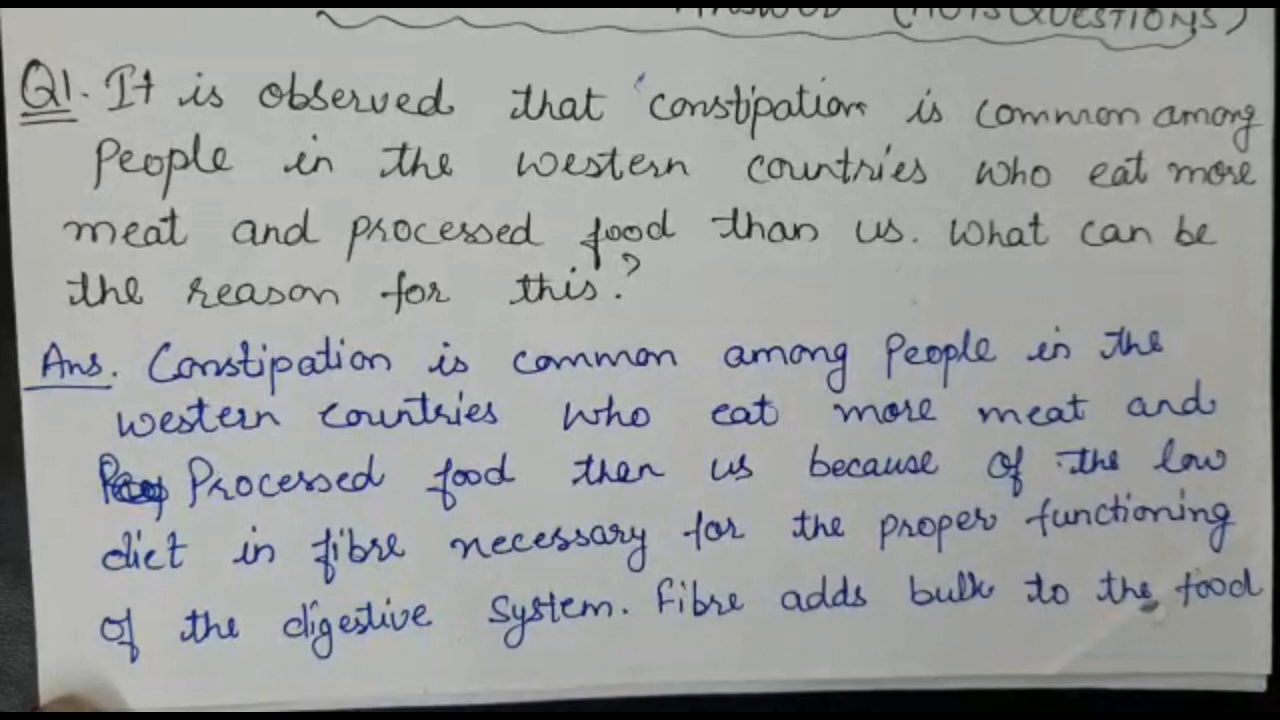 (HOTS QUESTIONS)
Q1. It is observed that constipation is common among
People in the western countries who eat more
meat and processed food than us. What can be
the reason for this?
Ans. Constipation is common among People in the
western countries who eat more meat and
Processed food then us because of the low
diet in fibre necessary for the proper functioning
of the digestive system. Fibre adds bulk to the food